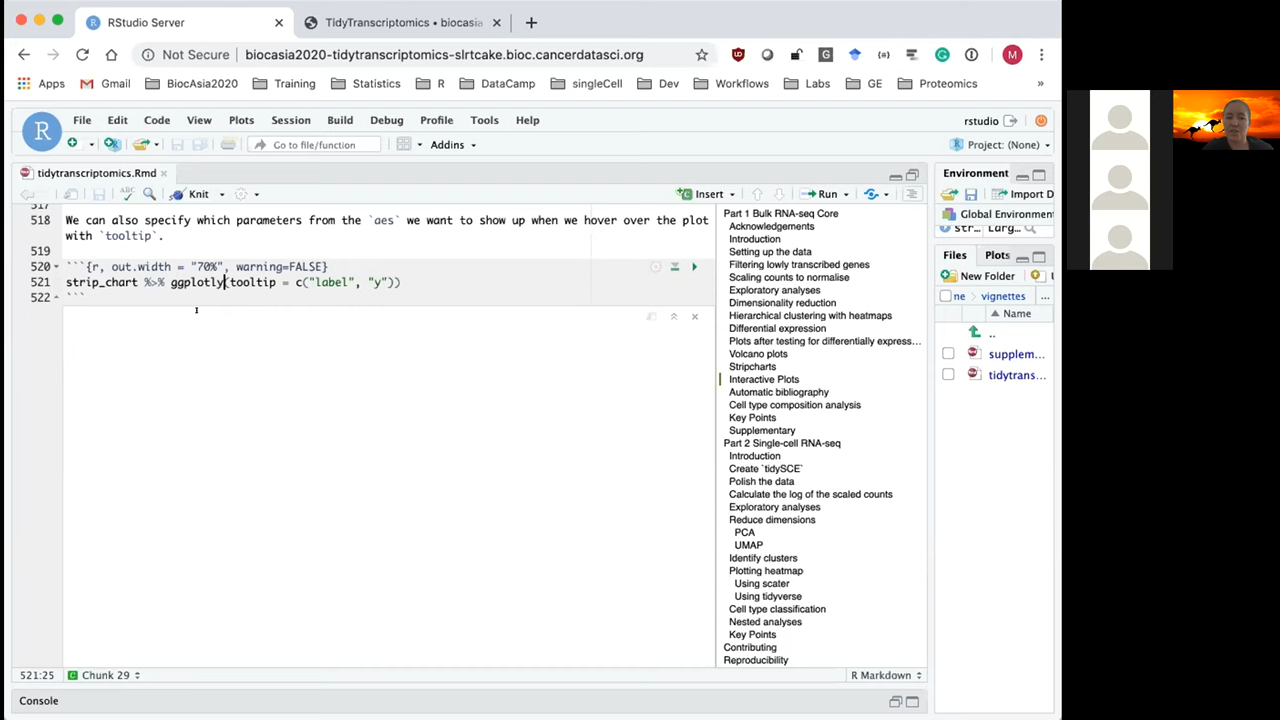 RStudio Server
TidyTranscriptomics • biocasia
Not Secure
biocasia2020-tidytranscriptomics-slrtcake.bioc.cancerdatasci.org
M
Apps
Gmail
BiocAsia2020
Training
Statistics
R
DataCamp
singleCell
Dev
Workflows
Labs
GE
Proteomics
»
R
File
Edit
Code
View
Plots
Session
Build
Debug
Profile
Tools
Help
rstudio
Go to file/function
Addins
Project: (None)
tidytranscriptomics.Rmd
ABC
Knit
Insert
Run
517
518 We can also specify which parameters from the `aes` we want to show up when we hover over the plot
with `tooltip`.
519
520 ```{r, out.width = "70%", warning=FALSE}
521 strip_chart %>% ggplotly(tooltip = c("label", "y"))
522 ```
Part 1 Bulk RNA-seq Core
Acknowledgements
Introduction
Setting up the data
Filtering lowly transcribed genes
Scaling counts to normalise
Exploratory analyses
Dimensionality reduction
Hierarchical clustering with heatmaps
Differential expression
Plots after testing for differentially express...
Volcano plots
Stripcharts
Interactive Plots
Automatic bibliography
Cell type composition analysis
Key Points
Supplementary
Part 2 Single-cell RNA-seq
Introduction
Create `tidySCE`
Polish the data
Calculate the log of the scaled counts
Exploratory analyses
Reduce dimensions
PCA
UMAP
Identify clusters
Plotting heatmap
Using scater
Using tidyverse
Cell type classification
Nested analyses
Key Points
Contributing
Reproducibility
521:25
Chunk 29
R Markdown
Console
Environment
Import D
Global Environment
Files
Plots
New Folder
ne
vignettes
...
Name
..
supplem...
tidytrans...